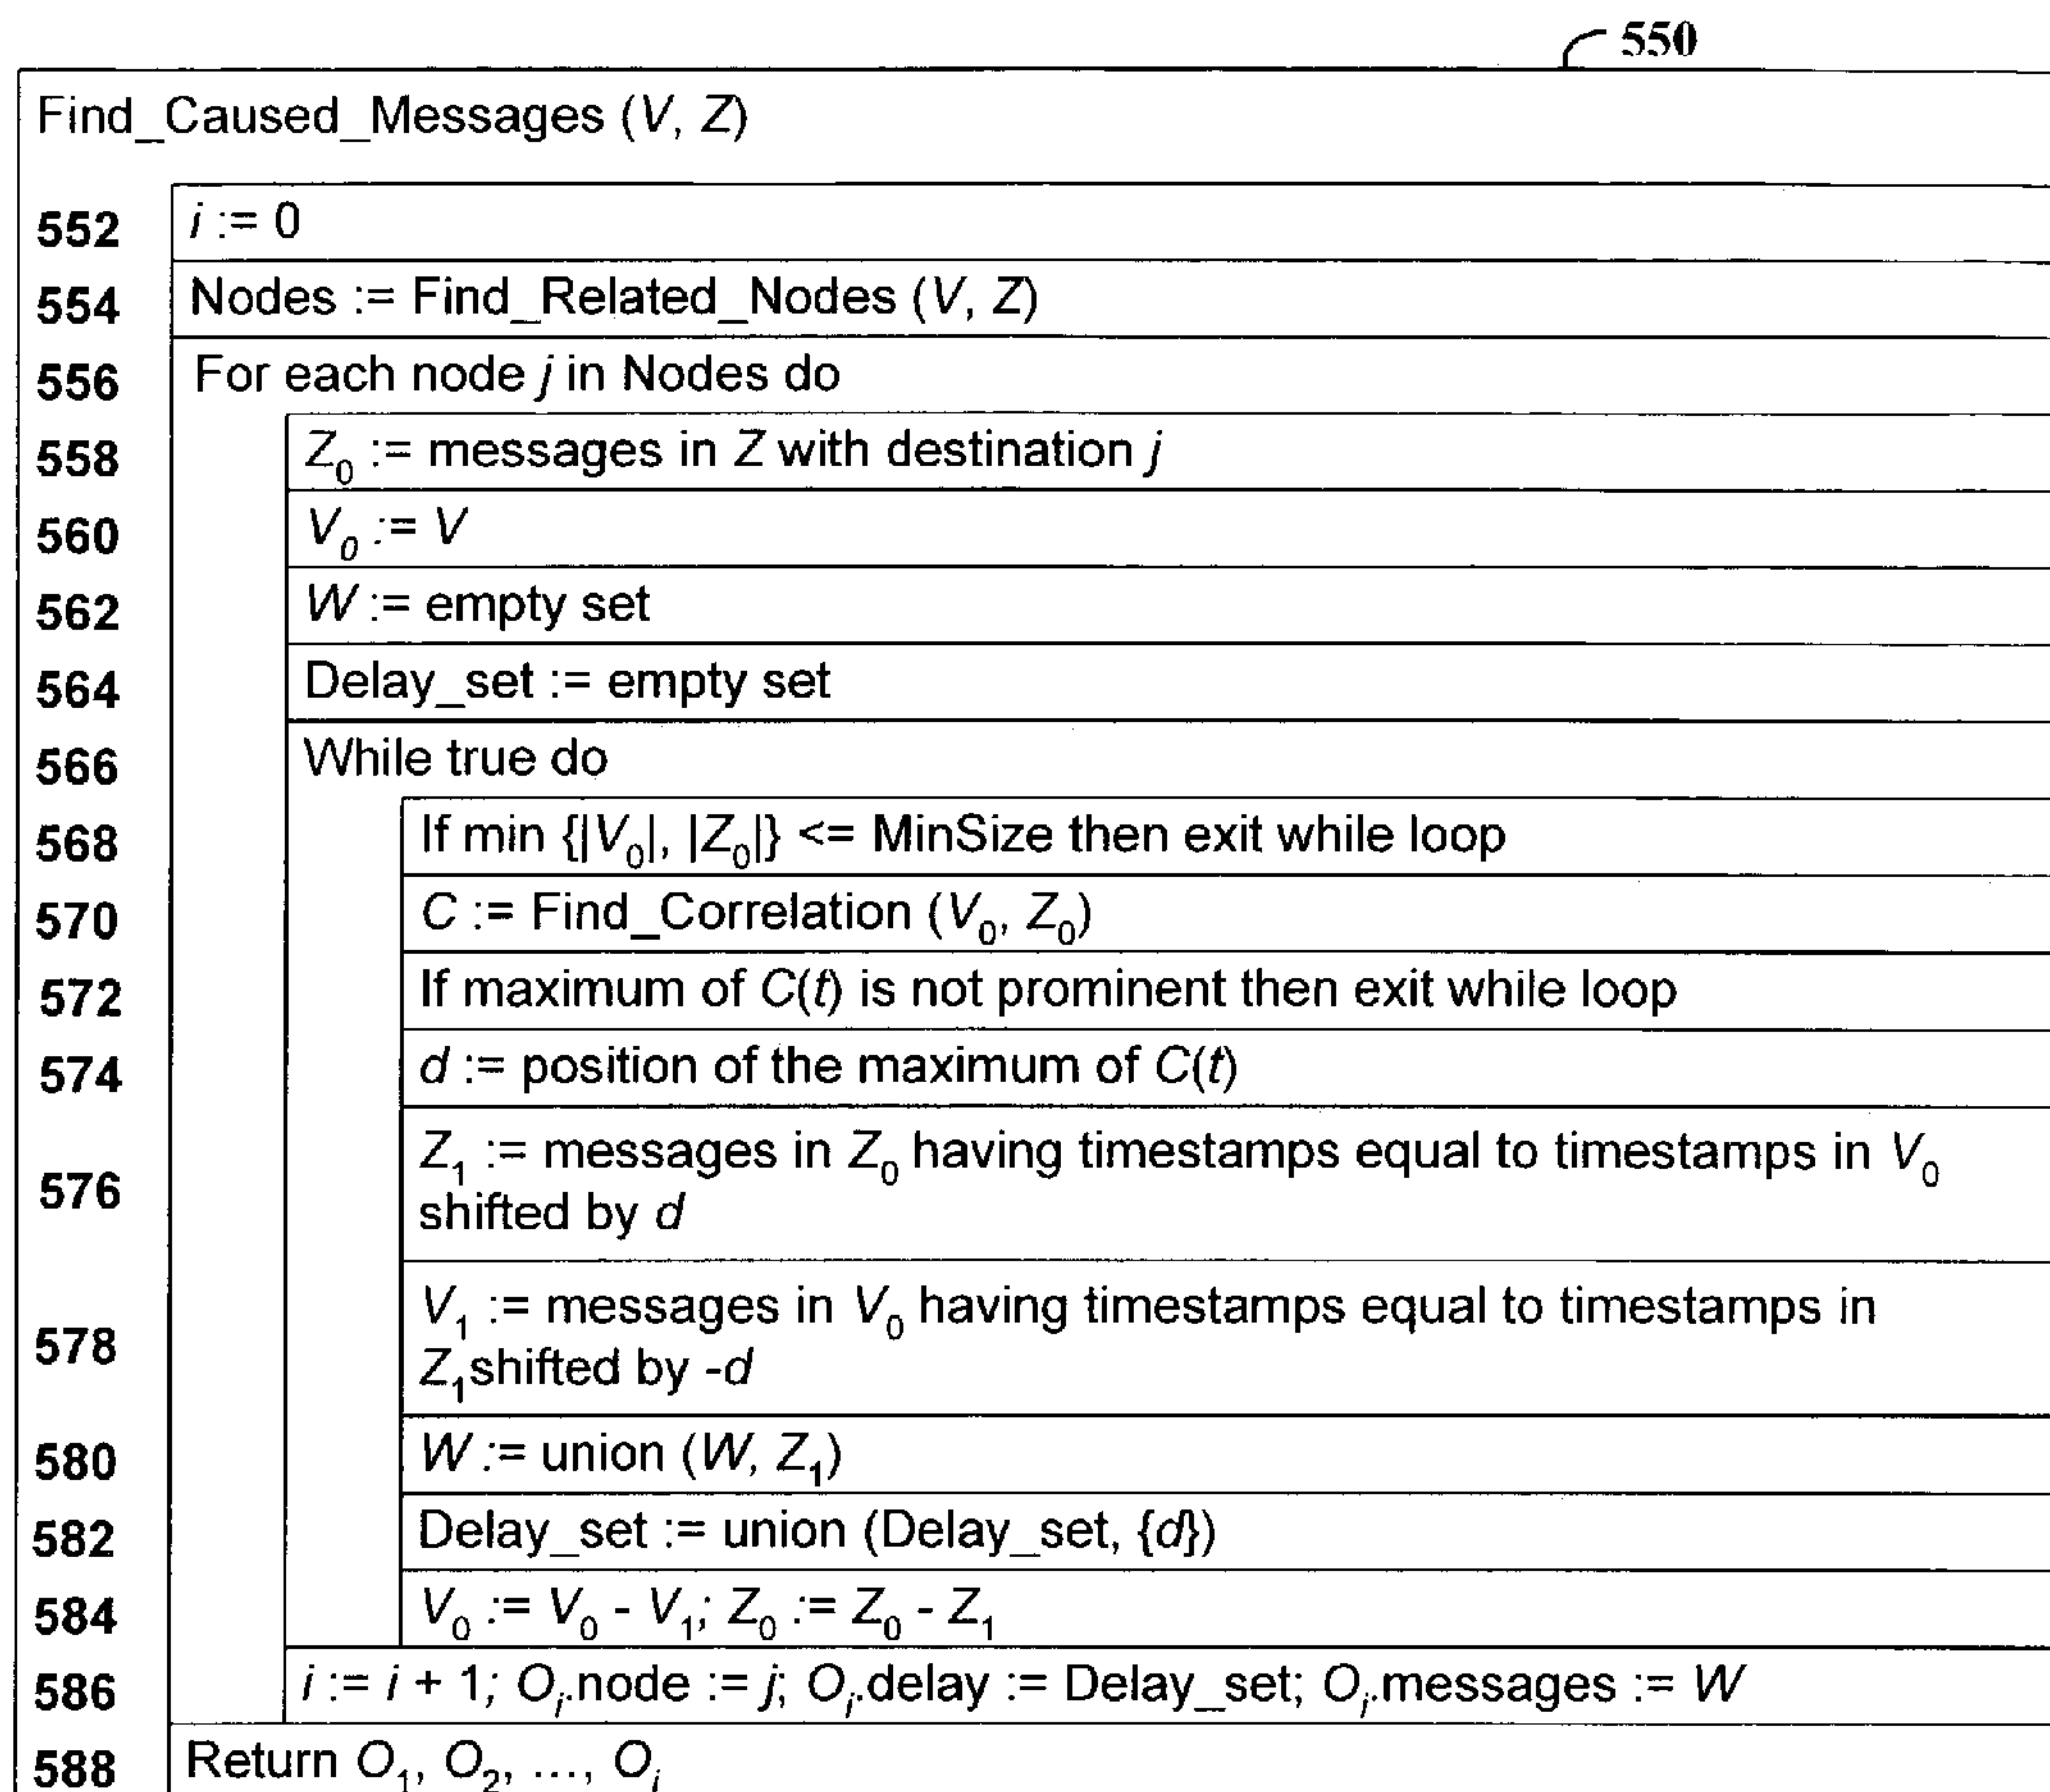 550
Find_Caused_Messages (V, Z)
552 i := 0
554 Nodes := Find_Related_Nodes (V, Z)
556 For each node j in Nodes do
558 Z₀ := messages in Z with destination j
560 V₀ := V
562 W := empty set
564 Delay_set := empty set
566 While true do
568 If min {|V₀|, |Z₀|} <= MinSize then exit while loop
570 C := Find_Correlation (V₀, Z₀)
572 If maximum of C(t) is not prominent then exit while loop
574 d := position of the maximum of C(t)
576 Z₁ := messages in Z₀ having timestamps equal to timestamps in V₀
shifted by d
578 V₁ := messages in V₀ having timestamps equal to timestamps in
Z₁ shifted by -d
580 W := union (W, Z₁)
582 Delay_set := union (Delay_set, {d})
584 V₀ := V₀ - V₁; Z₀ := Z₀ - Z₁
586 i := i + 1; Oᵢ.node := j; Oᵢ.delay := Delay_set; Oᵢ.messages := W
588 Return O₁, O₂, ..., Oᵢ